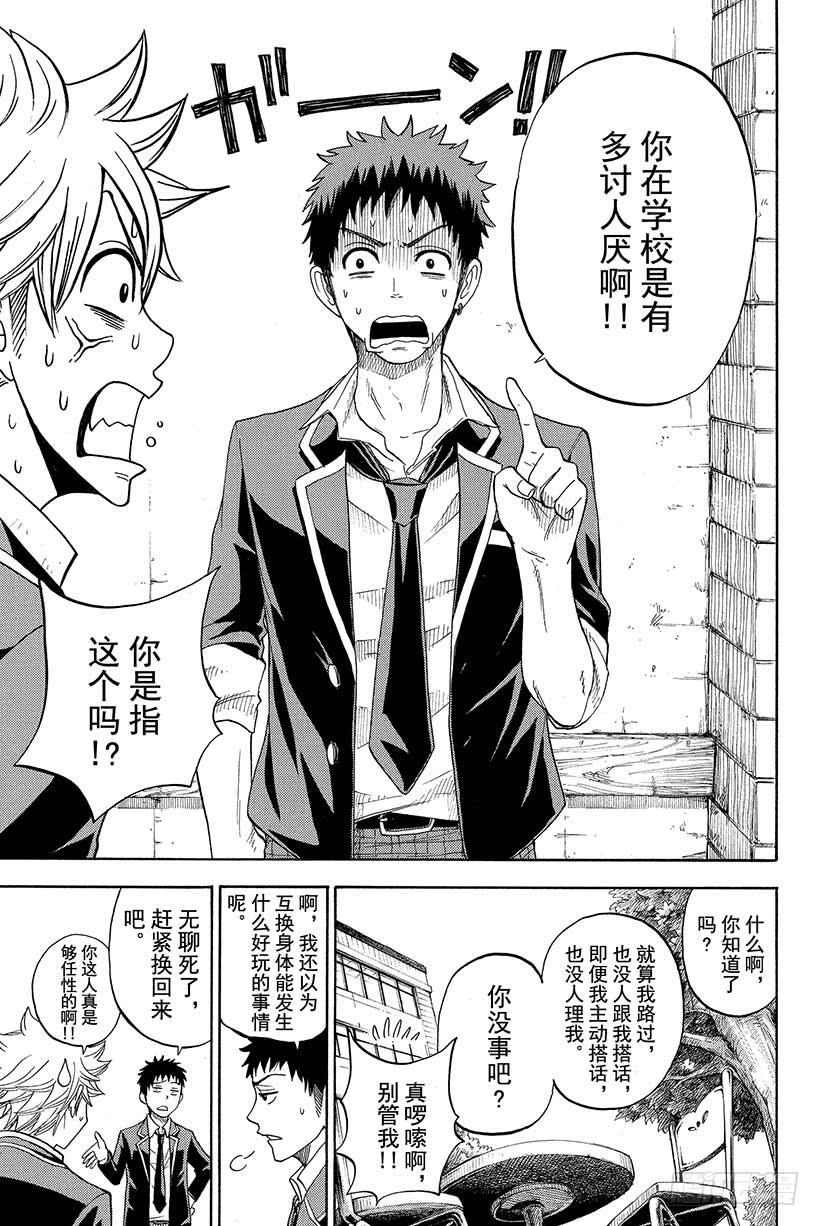 ガーン!!
你在学校是有
多讨人厌啊!!
你是指
这个吗
!?
什么啊，
你知道了
吗？
就算我路过，
也没人跟我搭话，
即便我主动搭话，
也没人理我。
你没事吧？
真啰嗦啊，
别管我!!
啊，我还以为
互换身体能发生
什么好玩的事情
呢。
无聊死了，
赶紧换回来
吧。
你这人真是
够任性的啊!!